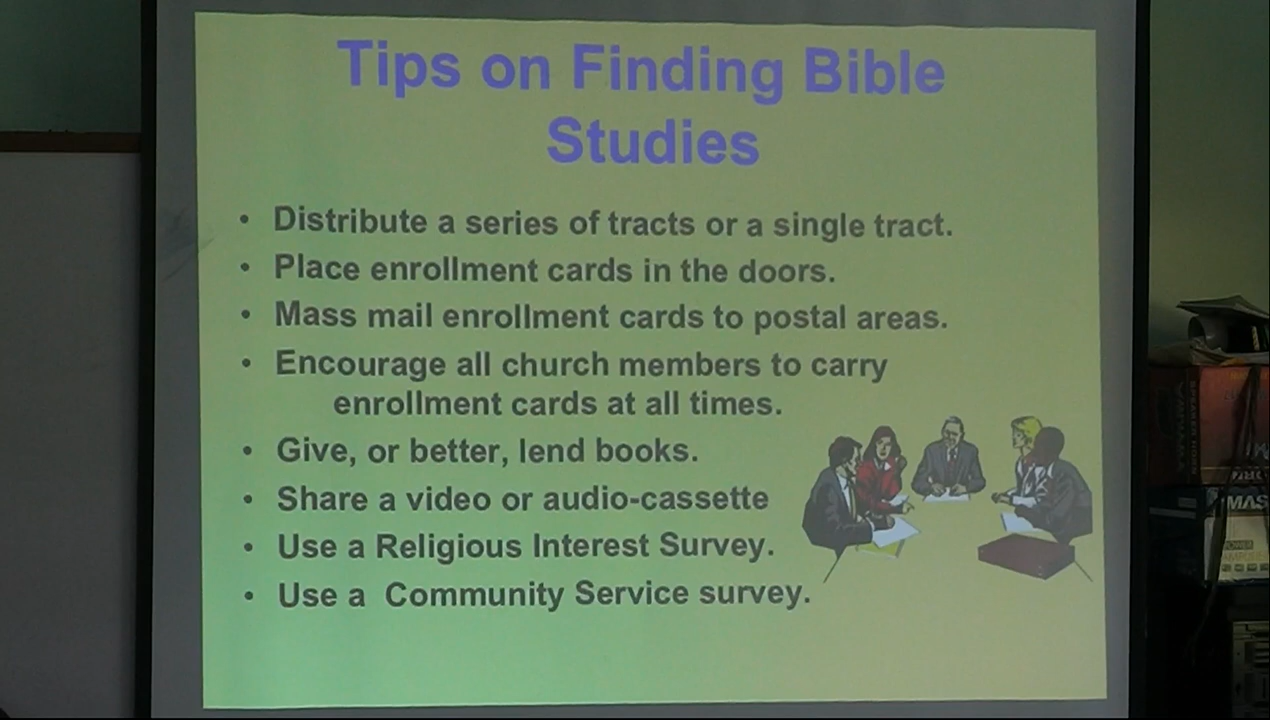 Tips on Finding Bible
Studies
• Distribute a series of tracts or a single tract.
• Place enrollment cards in the doors.
• Mass mail enrollment cards to postal areas.
• Encourage all church members to carry
enrollment cards at all times.
• Give, or better, lend books.
• Share a video or audio-cassette
• Use a Religious Interest Survey.
• Use a  Community Service survey.